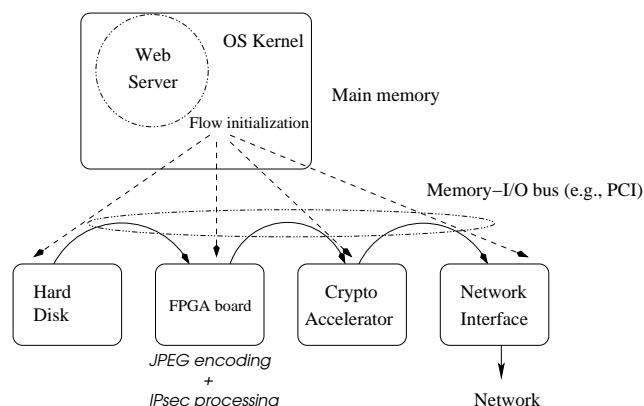 OS Kernel
Web
Server
Main memory
Flow initialization
Memory–I/O bus (e.g., PCI)
Hard
Disk
FPGA board
Crypto
Accelerator
Network
Interface
JPEG encoding
+
IPsec processing
Network